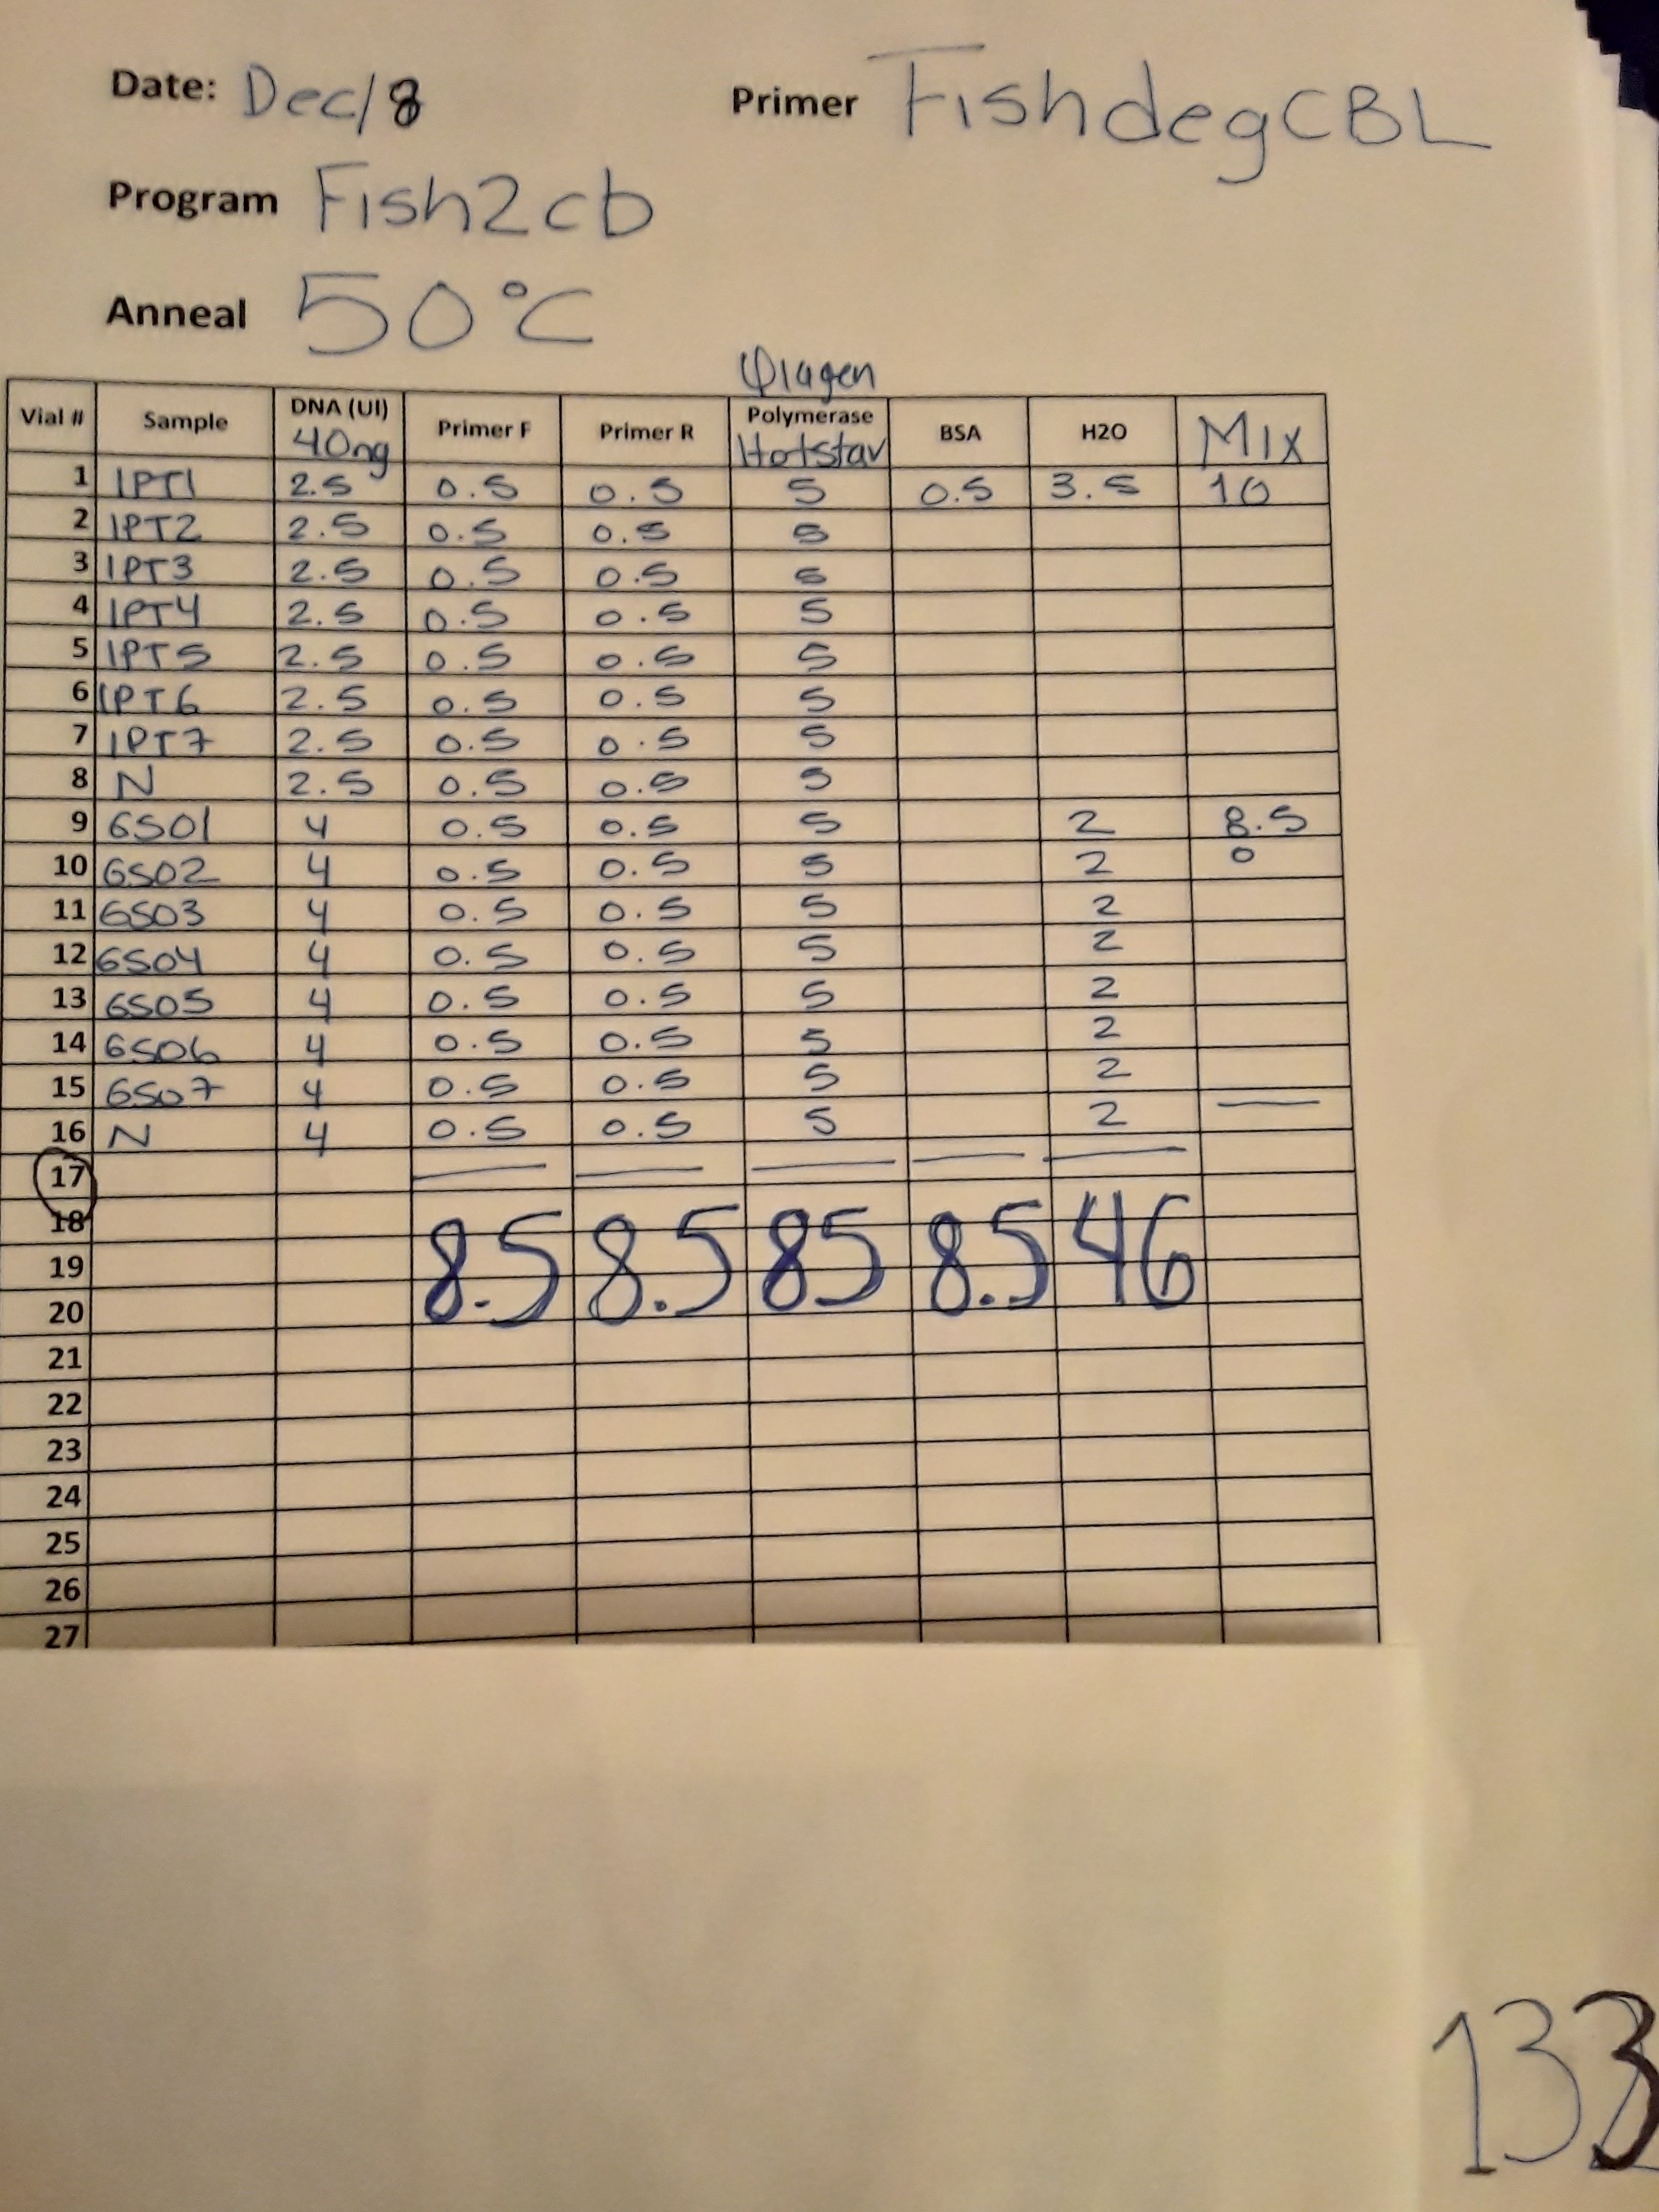 Date: Dec/8 Primer FishdegCBL
Program Fish2cb
Anneal 50°C
Qiagen
Vial # Sample DNA (UI) 40ng Primer F Primer R Polymerase Hotstar BSA H2O Mix
1 IPT1 2.5 0.5 0.5 5 0.5 3.5 10
2 IPT2 2.5 0.5 0.5 5
3 IPT3 2.5 0.5 0.5 5
4 IPT4 2.5 0.5 0.5 5
5 IPT5 2.5 0.5 0.5 5
6 IPT6 2.5 0.5 0.5 5
7 IPT7 2.5 0.5 0.5 5
8 N 2.5 0.5 0.5 5
9 GS01 4 0.5 0.5 5 2 8.5
10 GS02 4 0.5 0.5 5 2 0
11 GS03 4 0.5 0.5 5 2
12 GS04 4 0.5 0.5 5 2
13 GS05 4 0.5 0.5 5 2
14 GS06 4 0.5 0.5 5 2
15 GS07 4 0.5 0.5 5 2
16 N 4 0.5 0.5 5 2
17
18
8.5 8.5 85 8.5 46
19
20
21
22
23
24
25
26
27
133